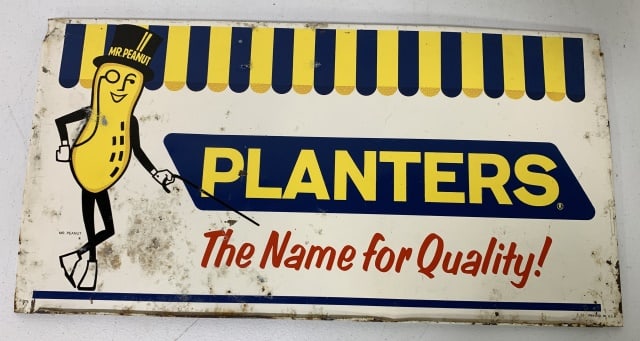 MR. PEANUT
PLANTERS®
The Name for Quality!
MR. PEANUT